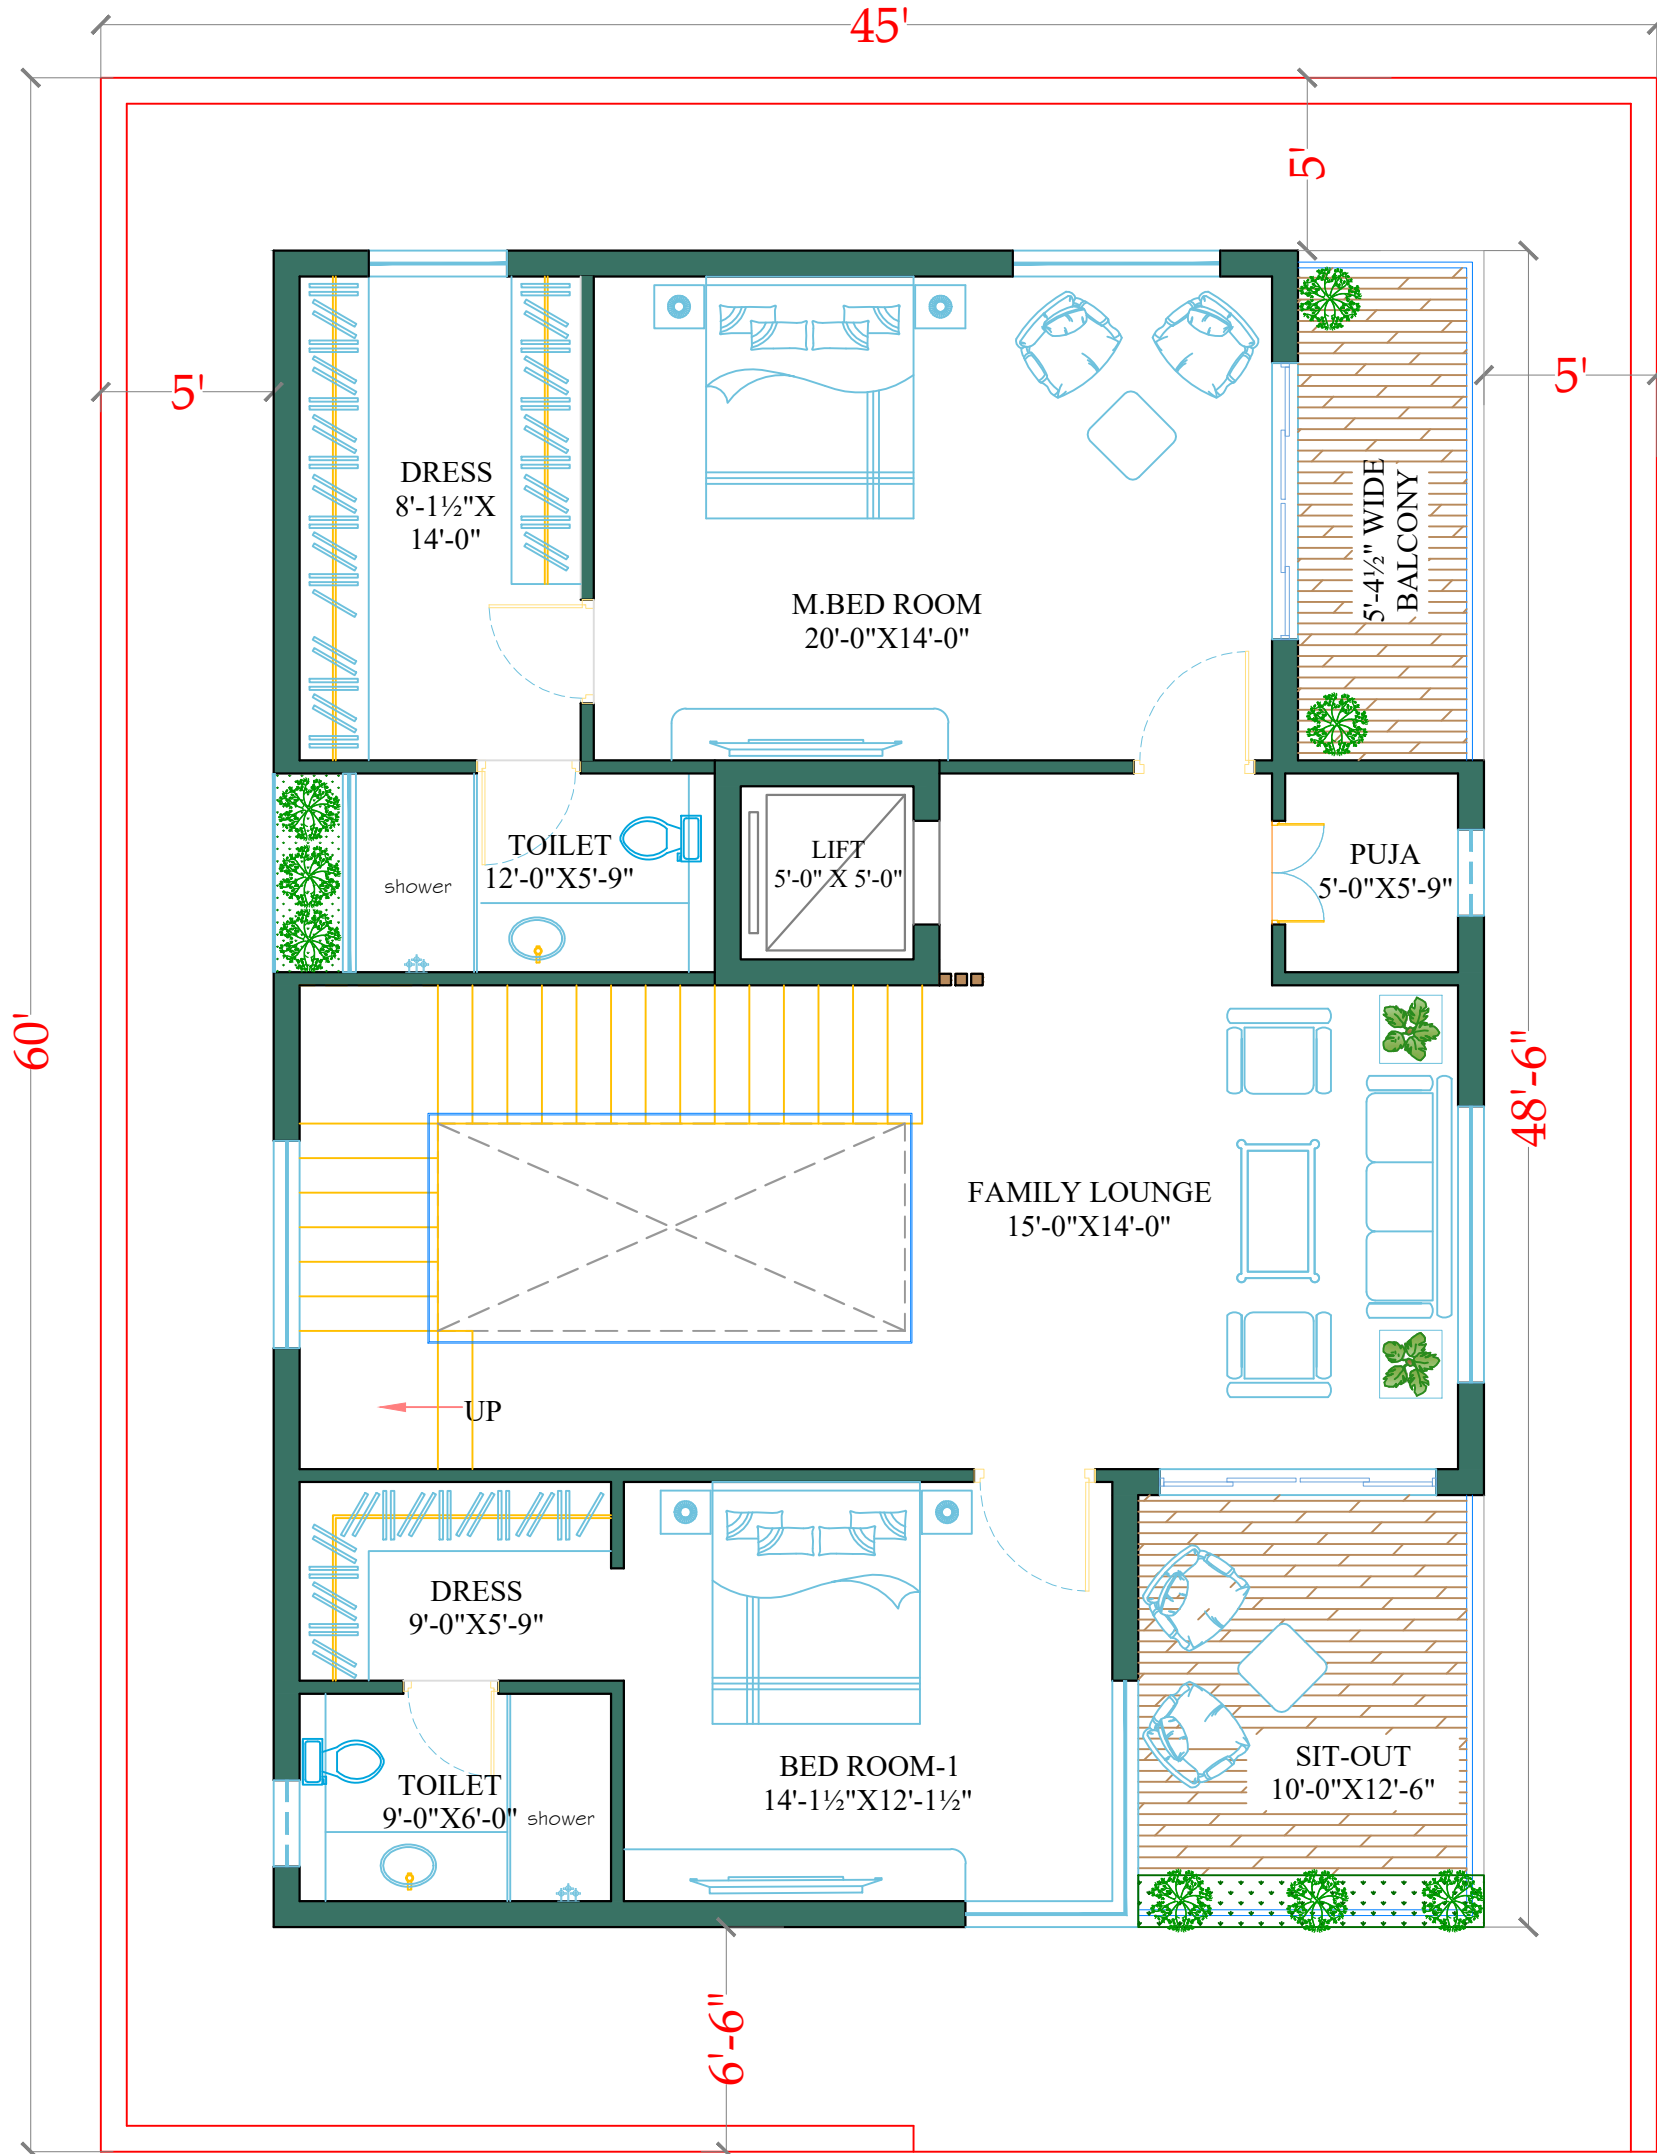 45'
5'
5'
5'
DRESS
8'-1½"X
14'-0"
5'-4½" WIDE
BALCONY
M.BED ROOM
20'-0"X14'-0"
TOILET
12'-0"X5'-9"
shower
LIFT
5'-0" X 5'-0"
PUJA
5'-0"X5'-9"
60'
48'-6"
FAMILY LOUNGE
15'-0"X14'-0"
UP
DRESS
9'-0"X5'-9"
BED ROOM-1
14'-1½"X12'-1½"
SIT-OUT
10'-0"X12'-6"
TOILET
9'-0"X6'-0"
shower
6'-6"